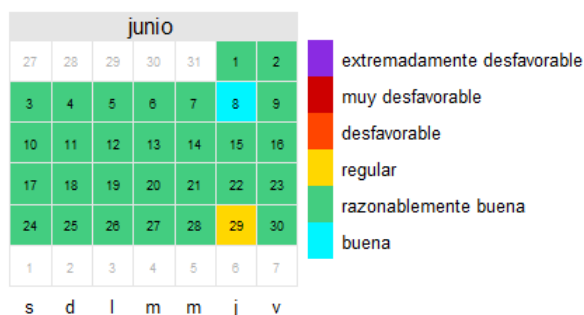 junio
27 28 29 30 31 1 2
3 4 5 6 7 8 9
10 11 12 13 14 15 16
17 18 19 20 21 22 23
24 25 26 27 28 29 30
1 2 3 4 5 6 7
s d l m m j v
extremadamente desfavorable
muy desfavorable
desfavorable
regular
razonablemente buena
buena